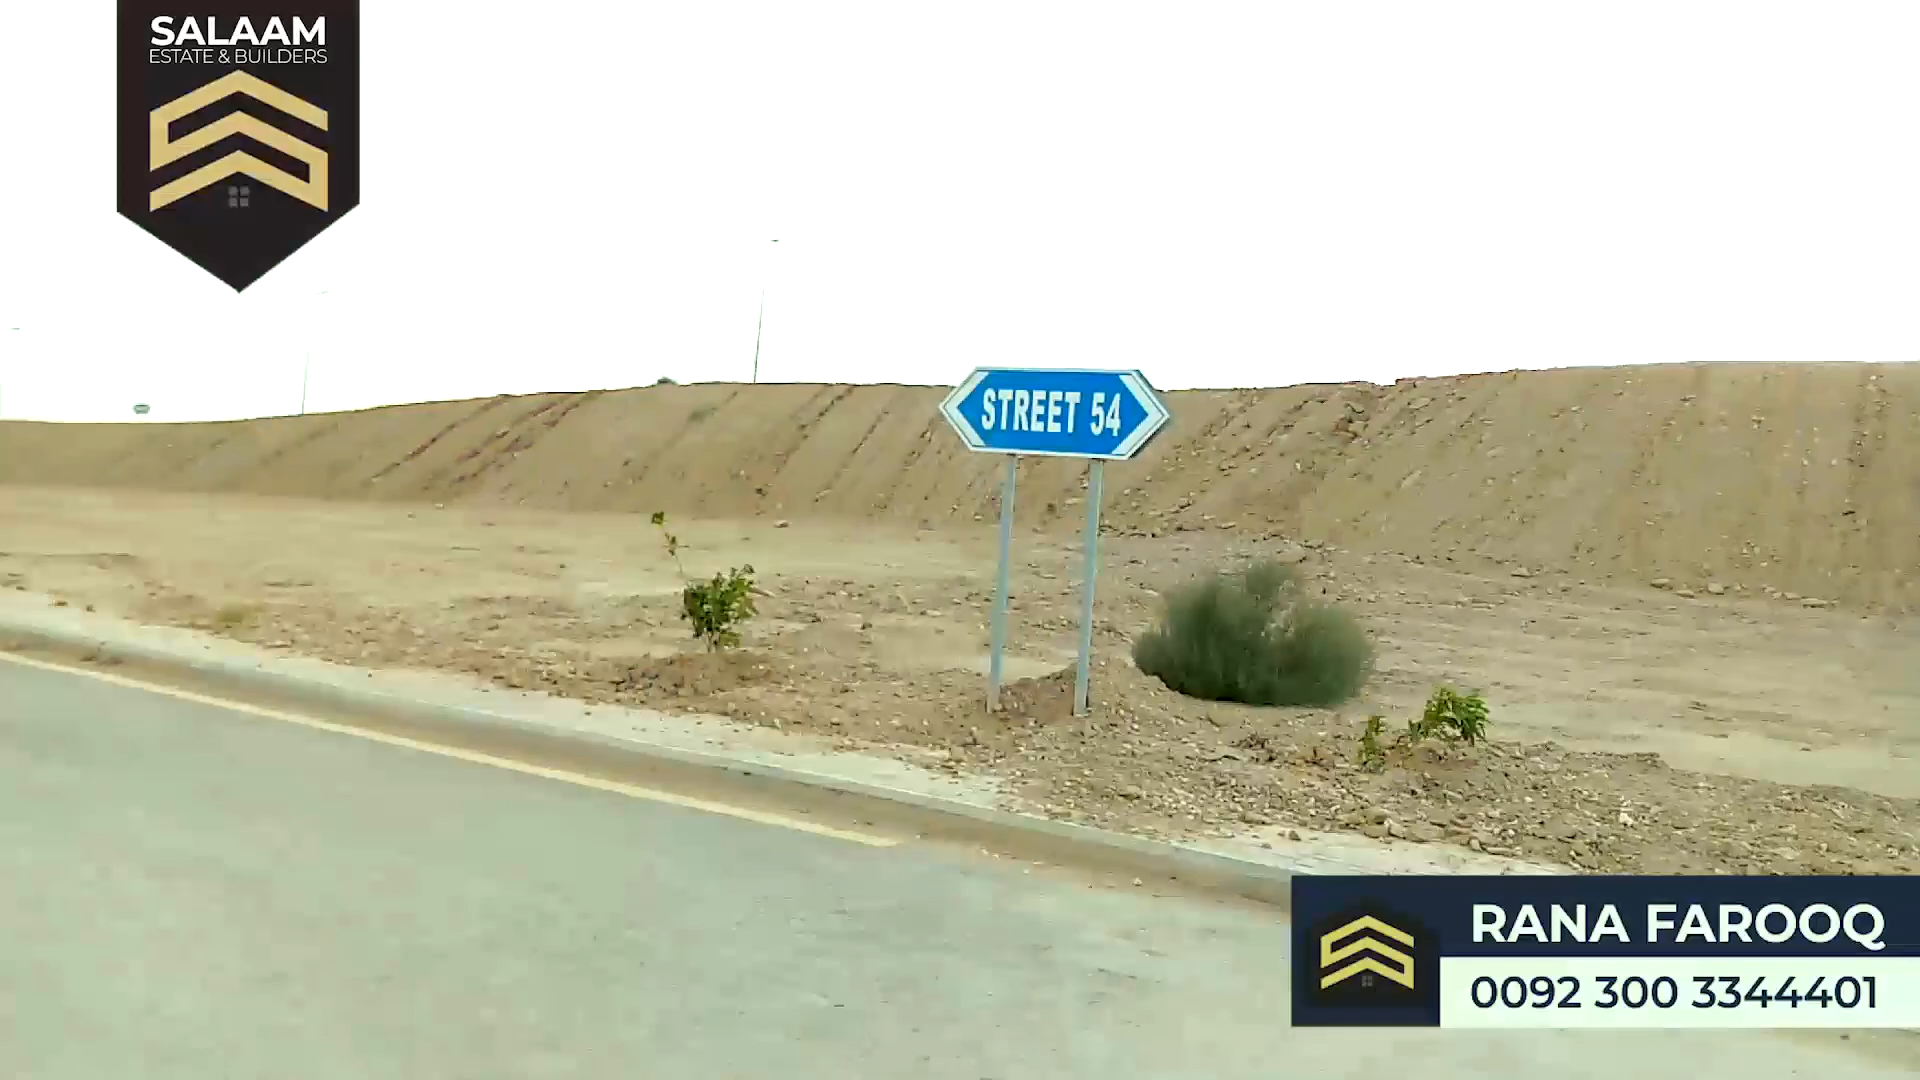 SALAAM
ESTATE & BUILDERS
STREET 54
RANA FAROOQ
0092 300 3344401